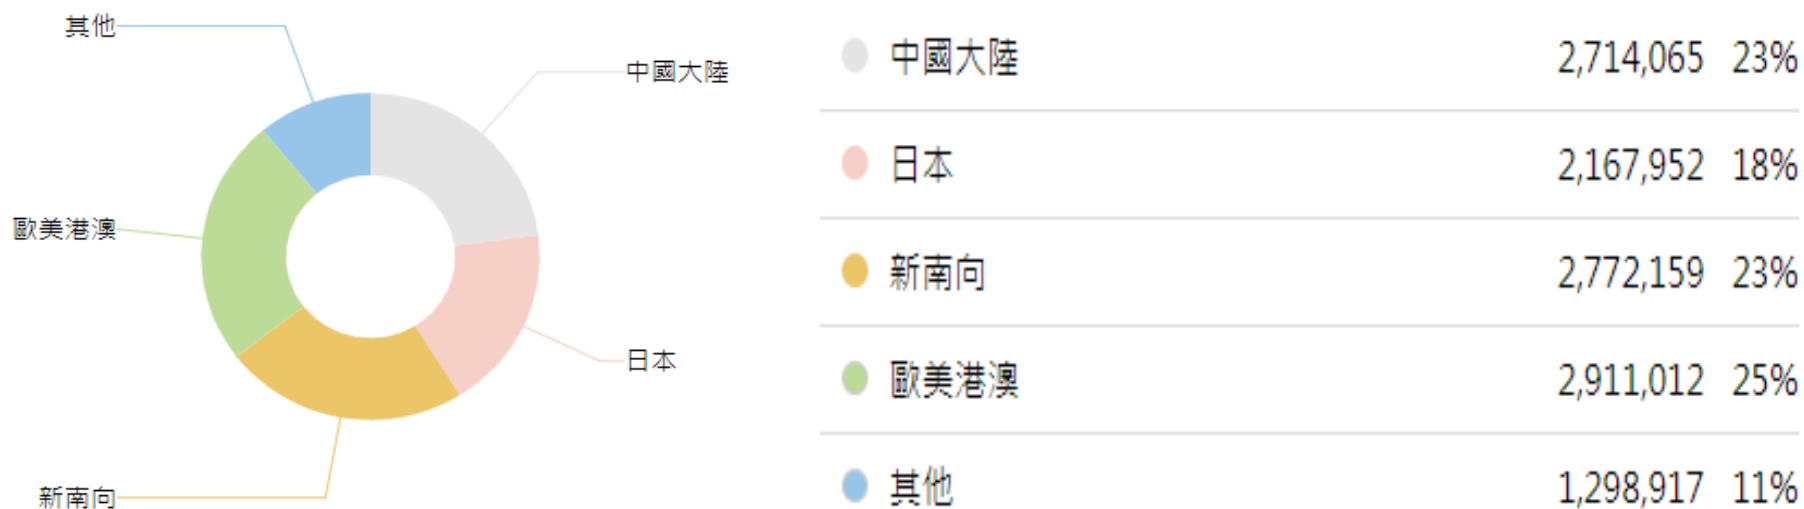 其他
中國大陸
歐美港澳
日本
新南向
中國大陸 2,714,065 23%
日本 2,167,952 18%
新南向 2,772,159 23%
歐美港澳 2,911,012 25%
其他 1,298,917 11%